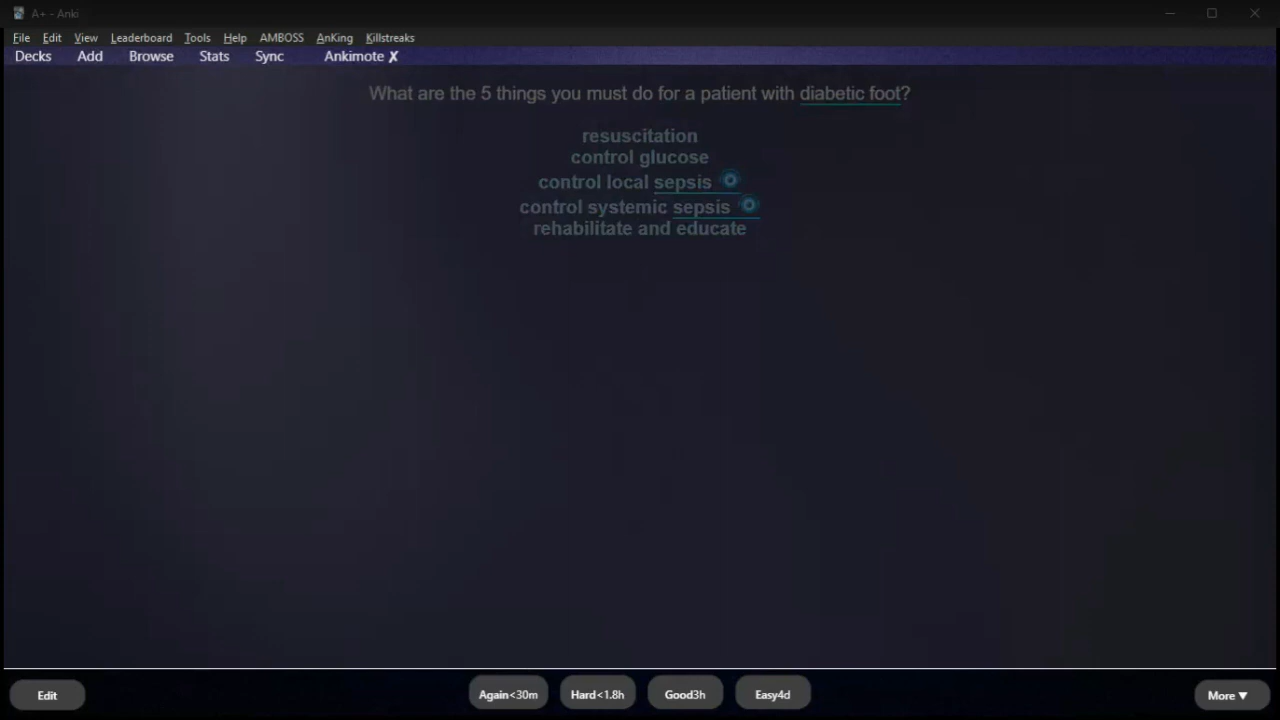 A+ - Anki
File Edit View Leaderboard Tools Help AMBOSS AnKing Killstreaks
Decks Add Browse Stats Sync Ankimote ✗
What are the 5 things you must do for a patient with diabetic foot?
resuscitation
control glucose
control local sepsis
control systemic sepsis
rehabilitate and educate
Edit Again<30m Hard<1.8h Good3h Easy4d More ▼